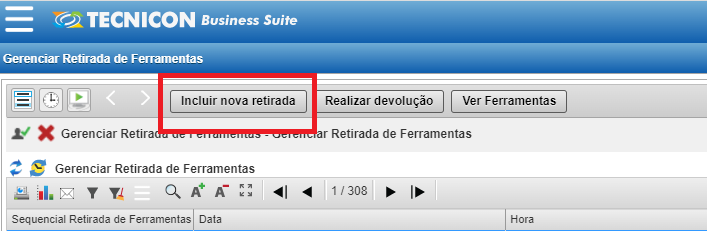 TECNICON Business Suite
Gerenciar Retirada de Ferramentas
Incluir nova retirada Realizar devolução Ver Ferramentas
Gerenciar Retirada de Ferramentas - Gerenciar Retirada de Ferramentas
Gerenciar Retirada de Ferramentas
A+ A- 1 / 308
Sequencial Retirada de Ferramentas Data Hora